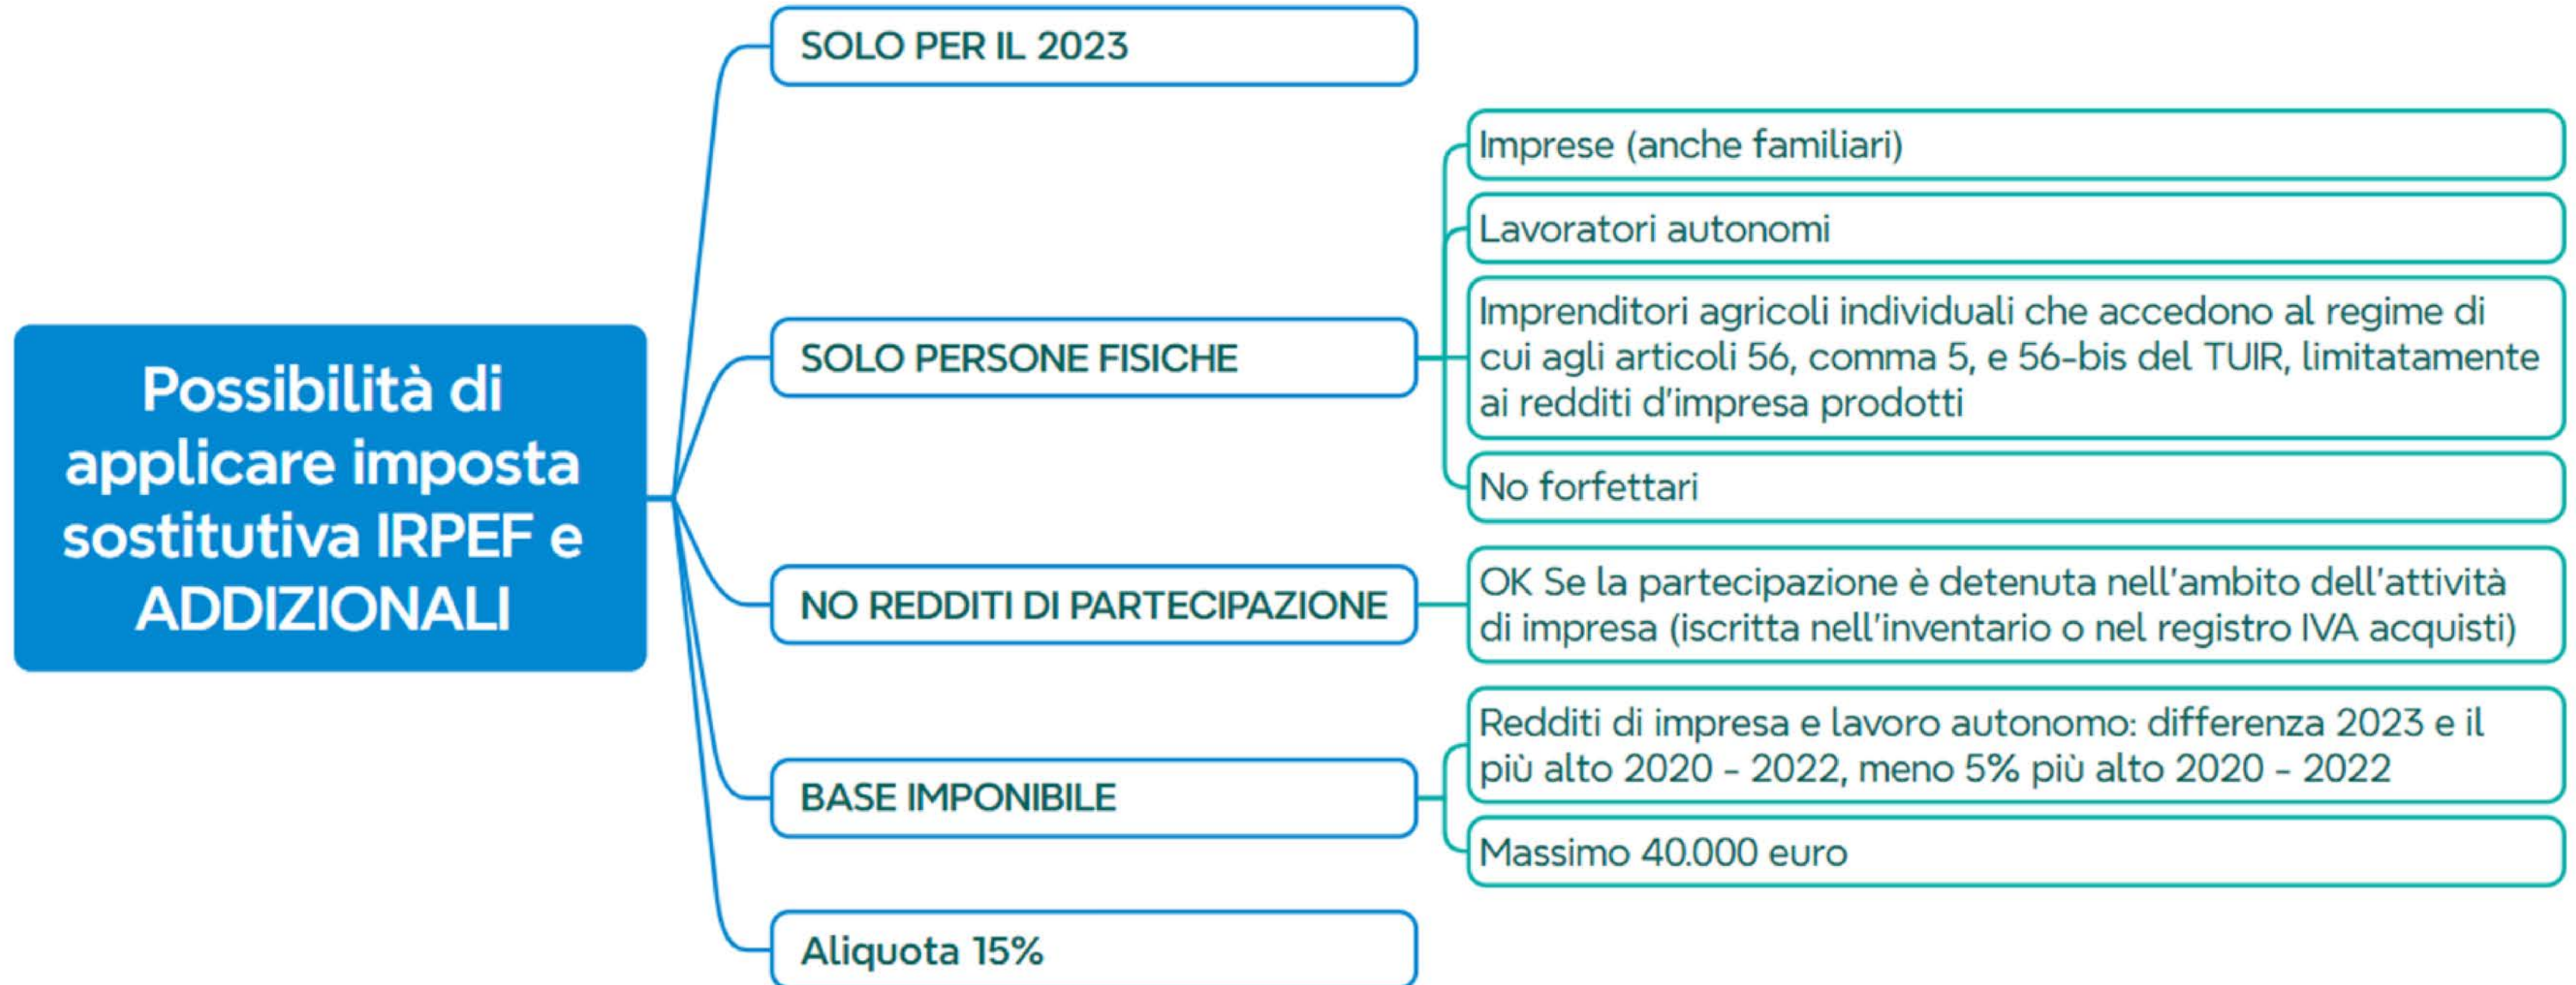 Possibilità di
applicare imposta
sostitutiva IRPEF e
ADDIZIONALI
SOLO PER IL 2023
SOLO PERSONE FISICHE
Imprese (anche familiari)
Lavoratori autonomi
Imprenditori agricoli individuali che accedono al regime di
cui agli articoli 56, comma 5, e 56-bis del TUIR, limitatamente
ai redditi d'impresa prodotti
No forfettari
NO REDDITI DI PARTECIPAZIONE
OK Se la partecipazione è detenuta nell'ambito dell'attività
di impresa (iscritta nell'inventario o nel registro IVA acquisti)
BASE IMPONIBILE
Redditi di impresa e lavoro autonomo: differenza 2023 e il
più alto 2020 - 2022, meno 5% più alto 2020 - 2022
Massimo 40.000 euro
Aliquota 15%